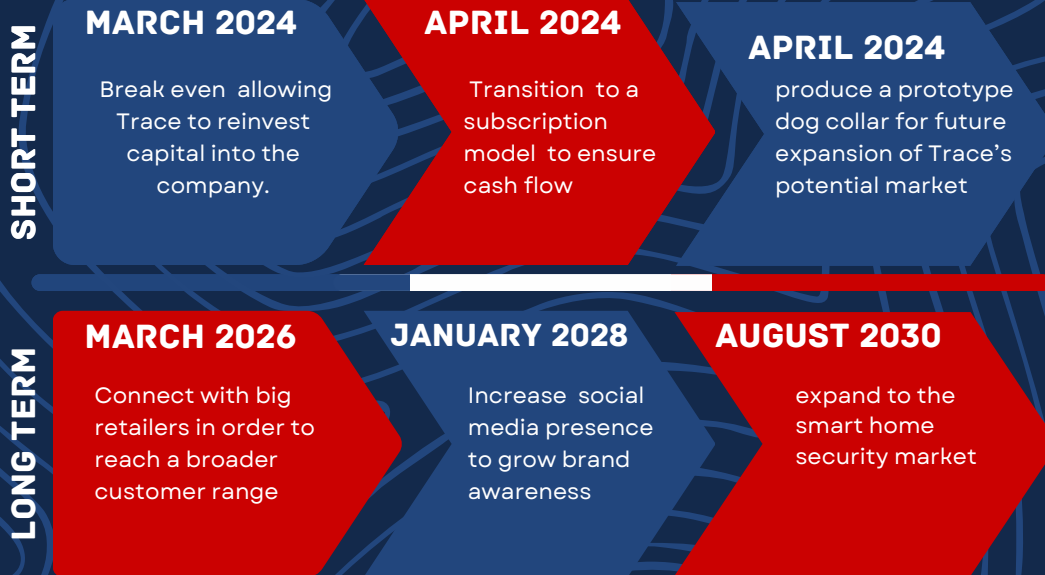 SHORT TERM
MARCH 2024
Break even allowing
Trace to reinvest
capital into the
company.
APRIL 2024
Transition to a
subscription
model to ensure
cash flow
APRIL 2024
produce a prototype
dog collar for future
expansion of Trace's
potential market
LONG TERM
MARCH 2026
Connect with big
retailers in order to
reach a broader
customer range
JANUARY 2028
Increase social
media presence
to grow brand
awareness
AUGUST 2030
expand to the
smart home
security market